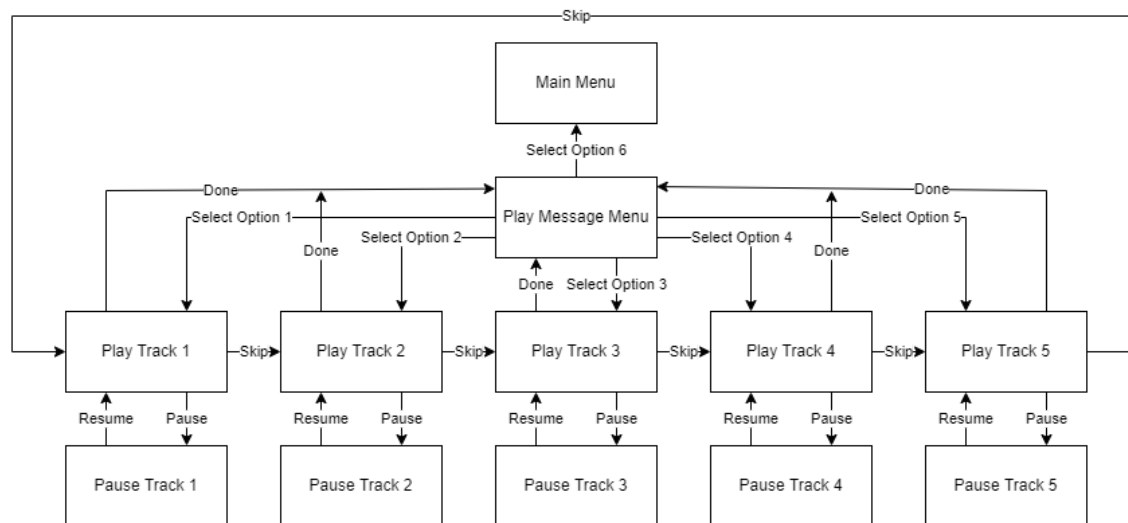 Skip
Main Menu
Select Option 6
Done
Done
Play Message Menu
Select Option 1
Select Option 5
Select Option 2
Select Option 4
Done
Done
Done
Select Option 3
Play Track 1
Skip
Play Track 2
Skip
Play Track 3
Skip
Play Track 4
Skip
Play Track 5
Resume
Pause
Resume
Pause
Resume
Pause
Resume
Pause
Resume
Pause
Pause Track 1
Pause Track 2
Pause Track 3
Pause Track 4
Pause Track 5